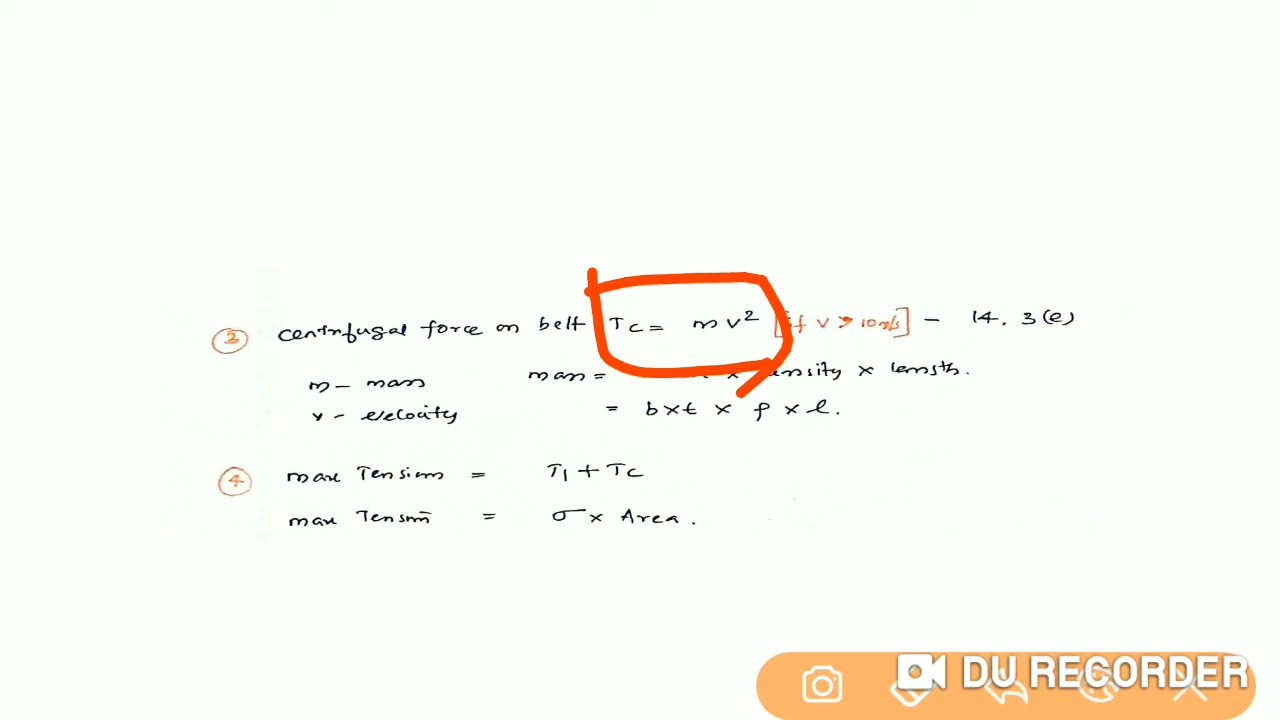 3 centrifugal force on belt Tc = mv² [if v > 10 m/s] - 14.3(e)
m - mass mass = × density × length.
v - velocity = b×t × ρ × l.
4 max Tension = T1 + Tc
max Tension = σ × Area.
DU RECORDER